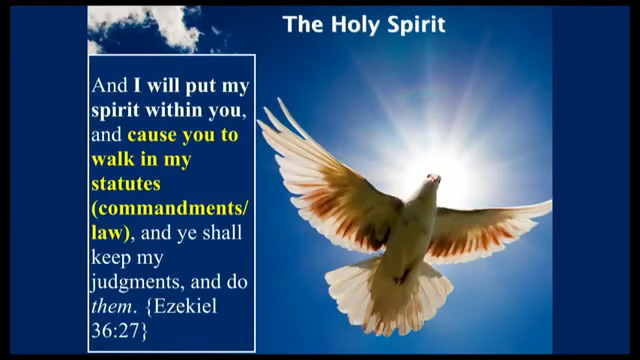 The Holy Spirit
And I will put my
spirit within you,
and cause you to
walk in my
statutes
(commandments/
law), and ye shall
keep my
judgments, and do
them. {Ezekiel
36:27}